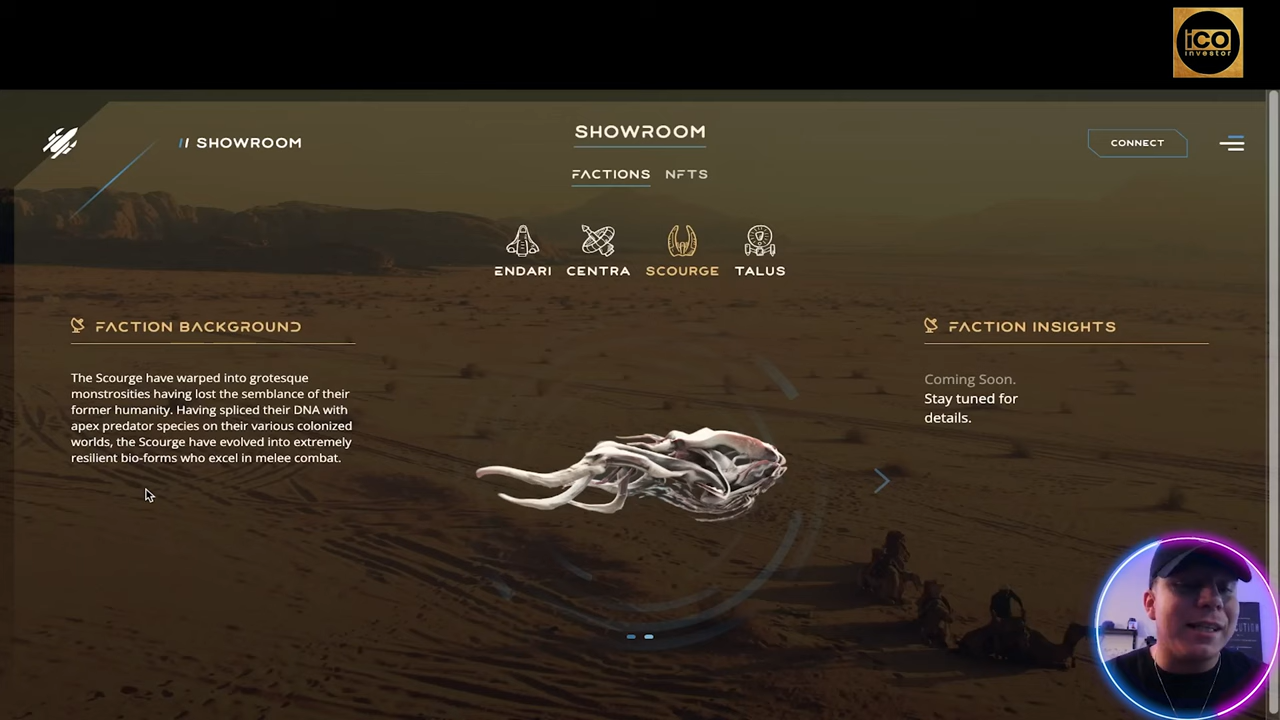 iCO
investor
// SHOWROOM
SHOWROOM
CONNECT
FACTIONS NFTS
ENDARI CENTRA SCOURGE TALUS
FACTION BACKGROUND
The Scourge have warped into grotesque
monstrosities having lost the semblance of their
former humanity. Having spliced their DNA with
apex predator species on their various colonized
worlds, the Scourge have evolved into extremely
resilient bio-forms who excel in melee combat.
FACTION INSIGHTS
Coming Soon.
Stay tuned for
details.